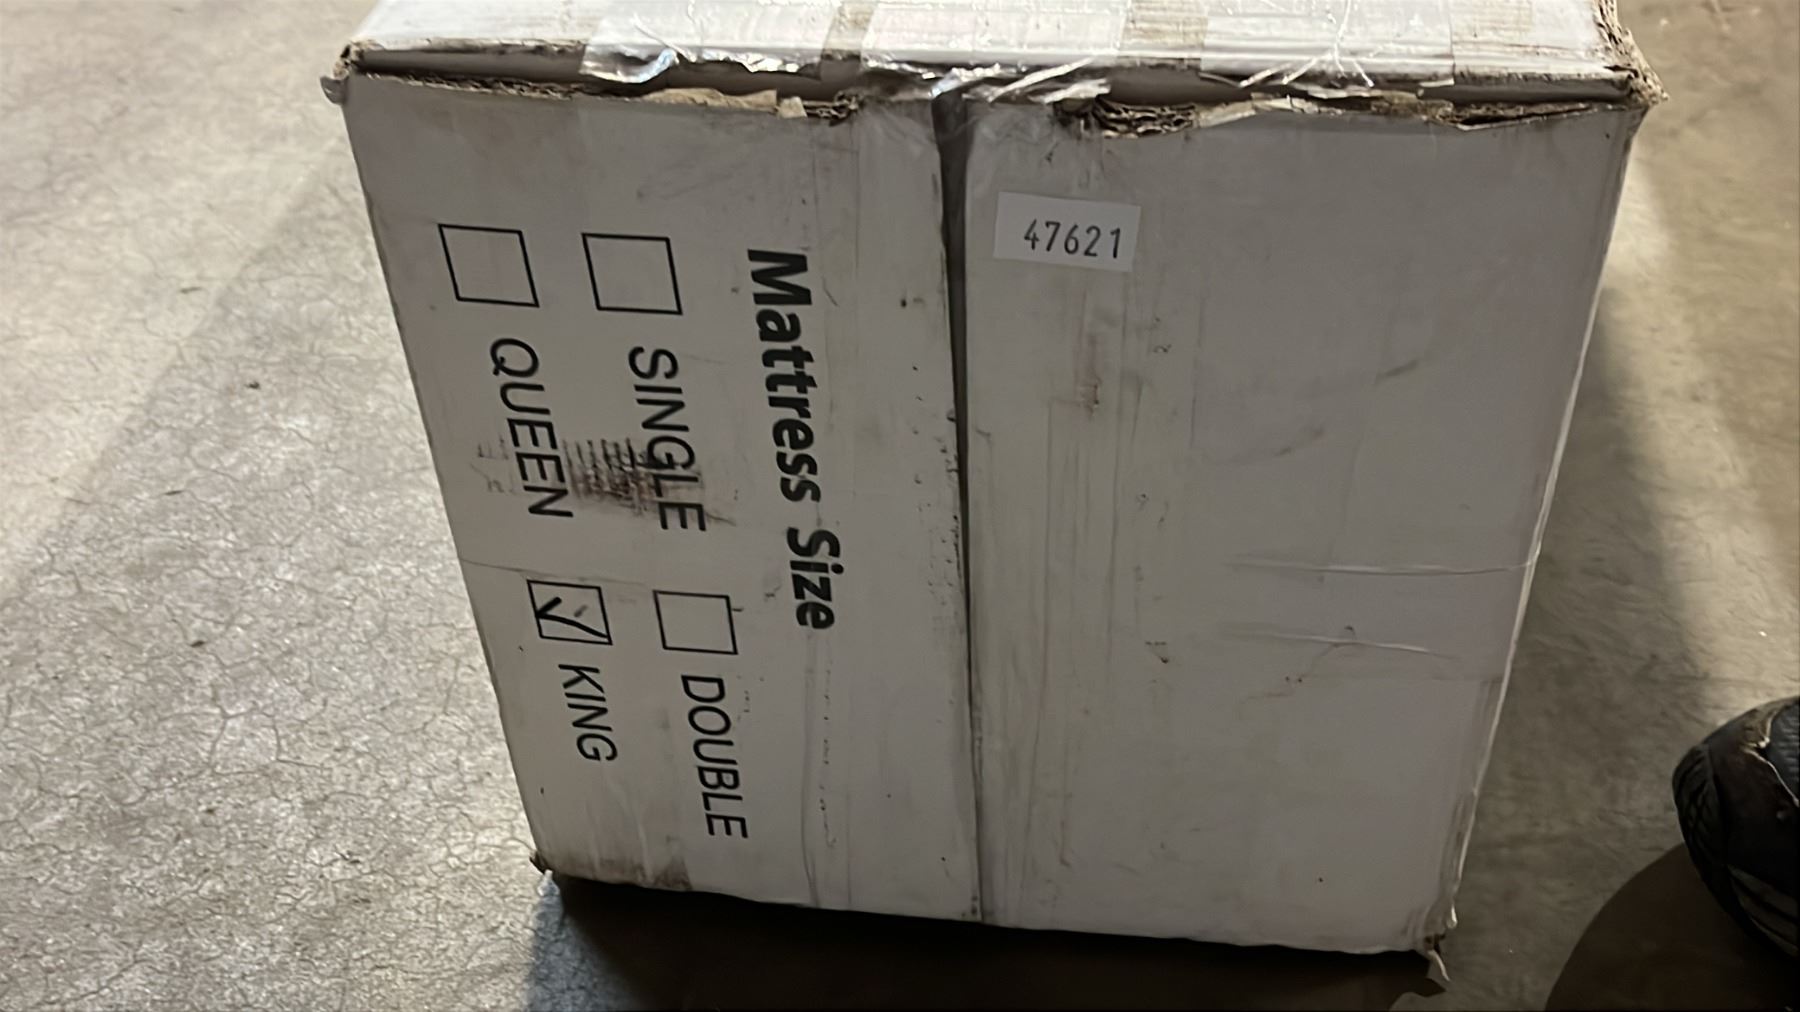 47621
Mattress Size
SINGLE DOUBLE
QUEEN KING